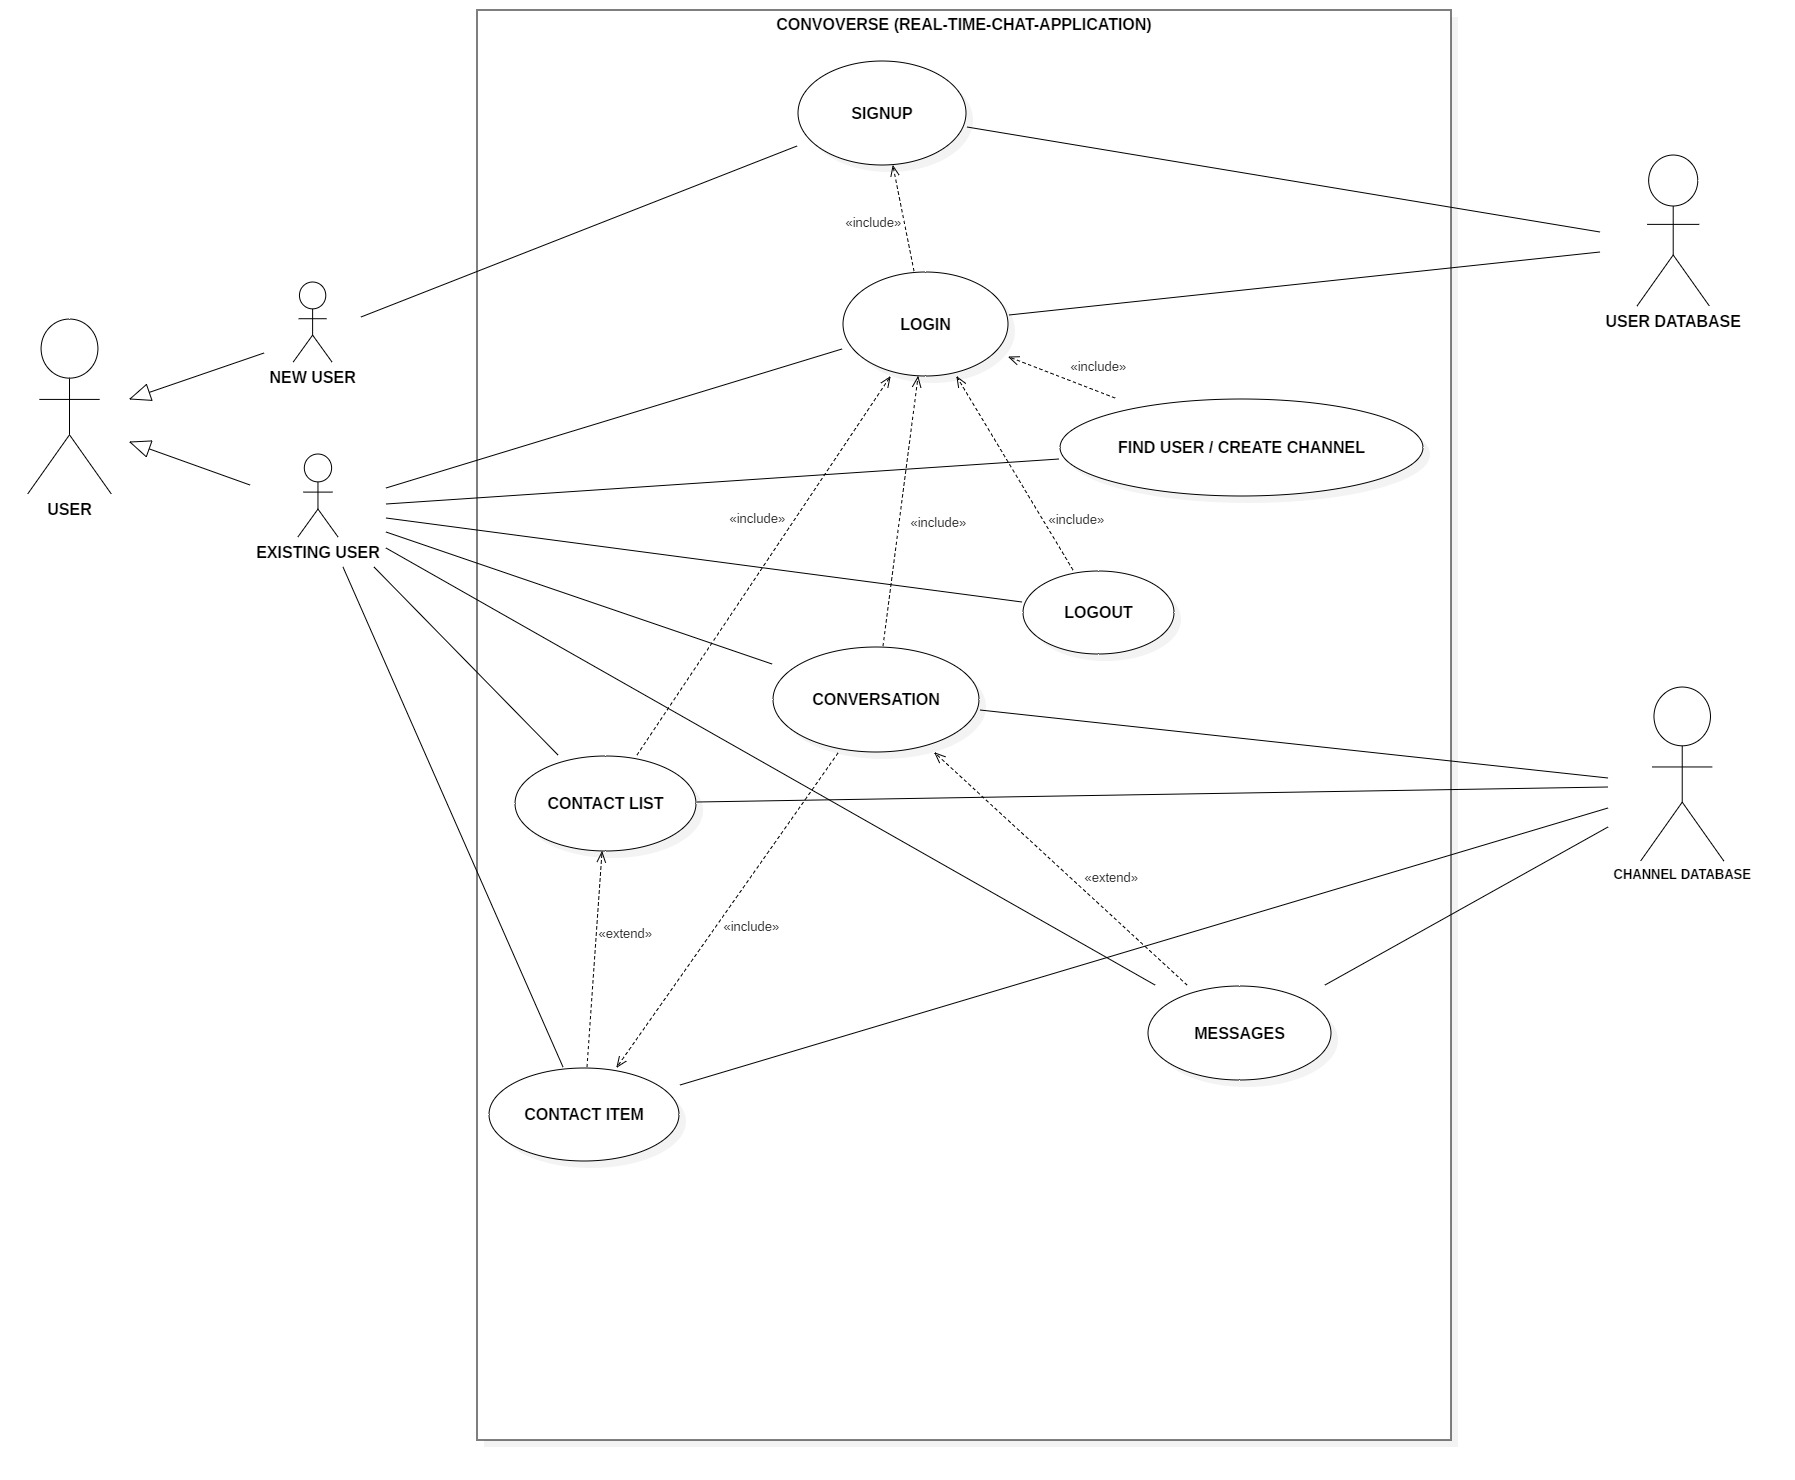 CONVOVERSE (REAL-TIME-CHAT-APPLICATION)
SIGNUP
«include»
LOGIN
USER DATABASE
«include»
NEW USER
FIND USER / CREATE CHANNEL
USER
«include»
«include»
«include»
EXISTING USER
LOGOUT
CONVERSATION
CONTACT LIST
CHANNEL DATABASE
«extend»
«include»
«extend»
MESSAGES
CONTACT ITEM